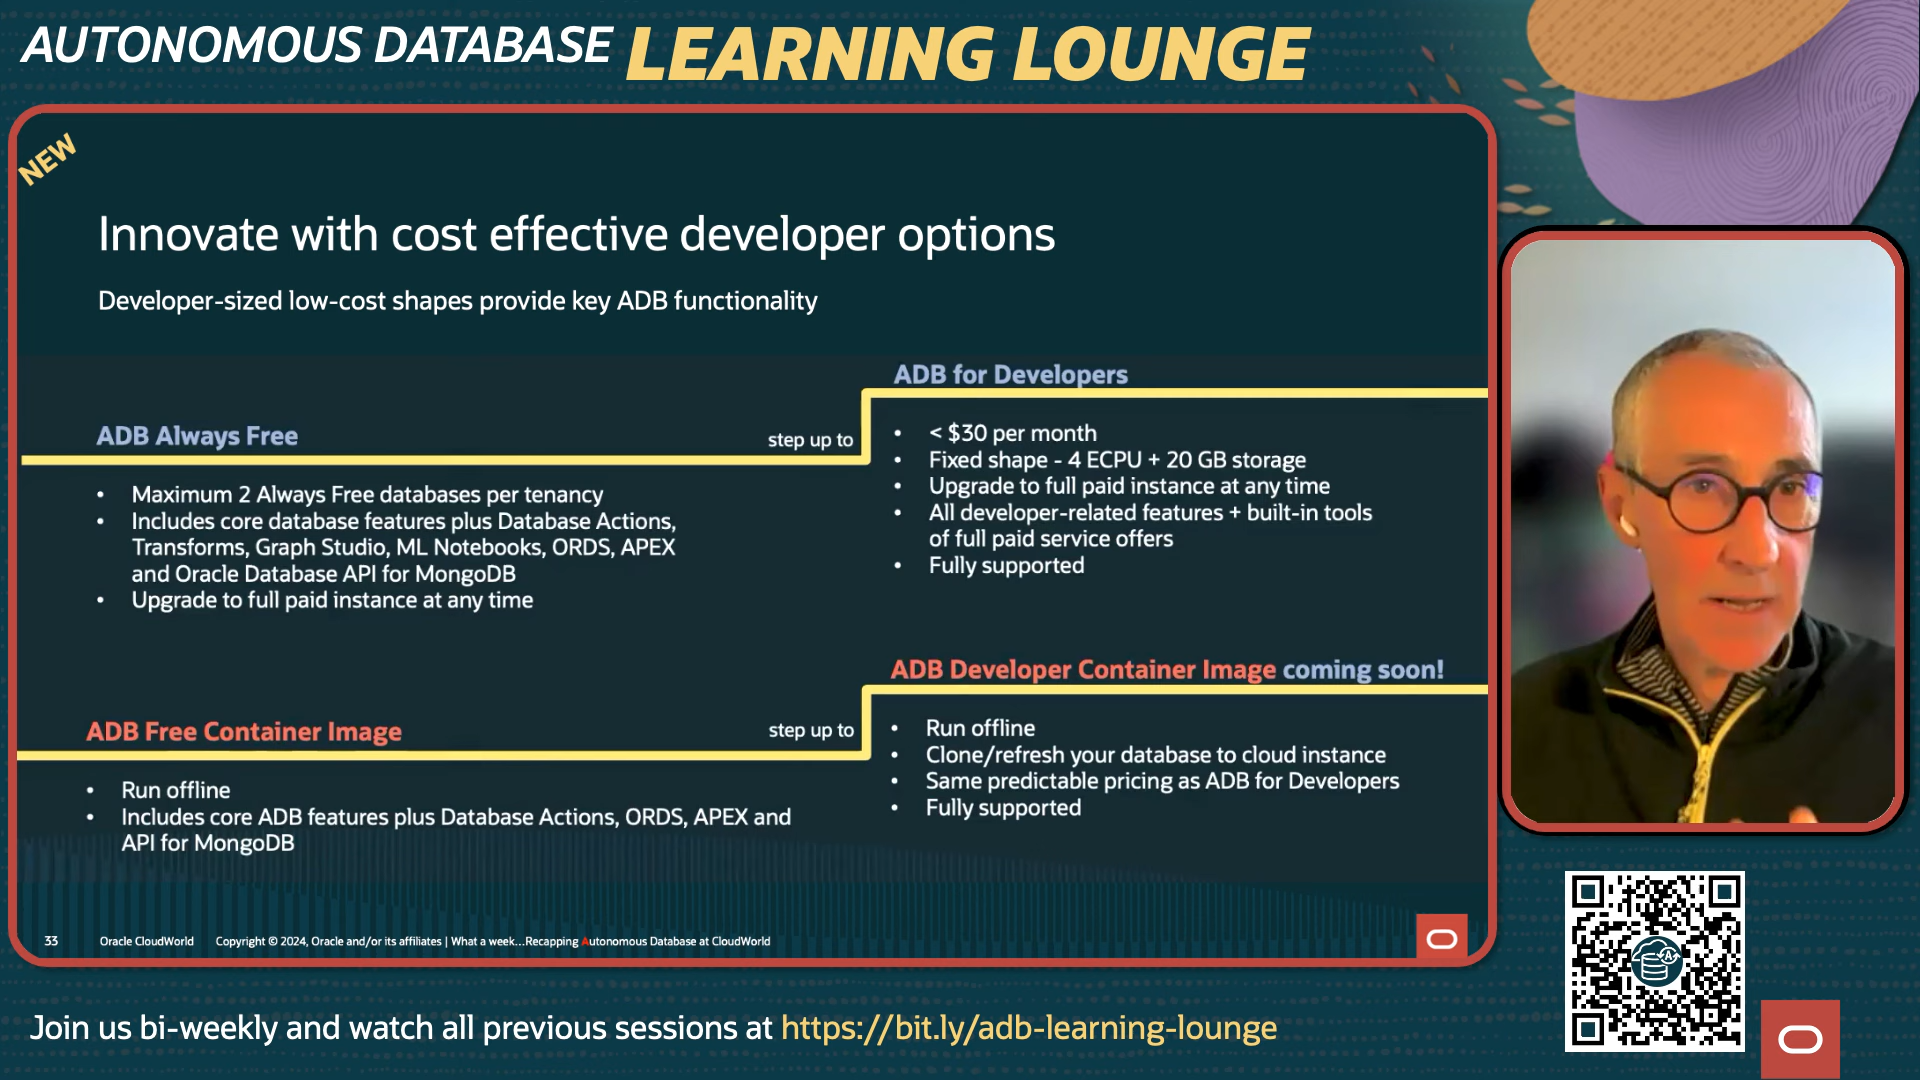 AUTONOMOUS DATABASE LEARNING LOUNGE
NEW
Innovate with cost effective developer options
Developer-sized low-cost shapes provide key ADB functionality
ADB Always Free
step up to
• Maximum 2 Always Free databases per tenancy
• Includes core database features plus Database Actions,
Transforms, Graph Studio, ML Notebooks, ORDS, APEX
and Oracle Database API for MongoDB
• Upgrade to full paid instance at any time
ADB for Developers
• < $30 per month
• Fixed shape - 4 ECPU + 20 GB storage
• Upgrade to full paid instance at any time
• All developer-related features + built-in tools
of full paid service offers
• Fully supported
ADB Free Container Image
step up to
• Run offline
• Includes core ADB features plus Database Actions, ORDS, APEX and
API for MongoDB
ADB Developer Container Image coming soon!
• Run offline
• Clone/refresh your database to cloud instance
• Same predictable pricing as ADB for Developers
• Fully supported
33 Oracle CloudWorld Copyright © 2024, Oracle and/or its affiliates | What a week...Recapping Autonomous Database at CloudWorld
A
Join us bi-weekly and watch all previous sessions at https://bit.ly/adb-learning-lounge